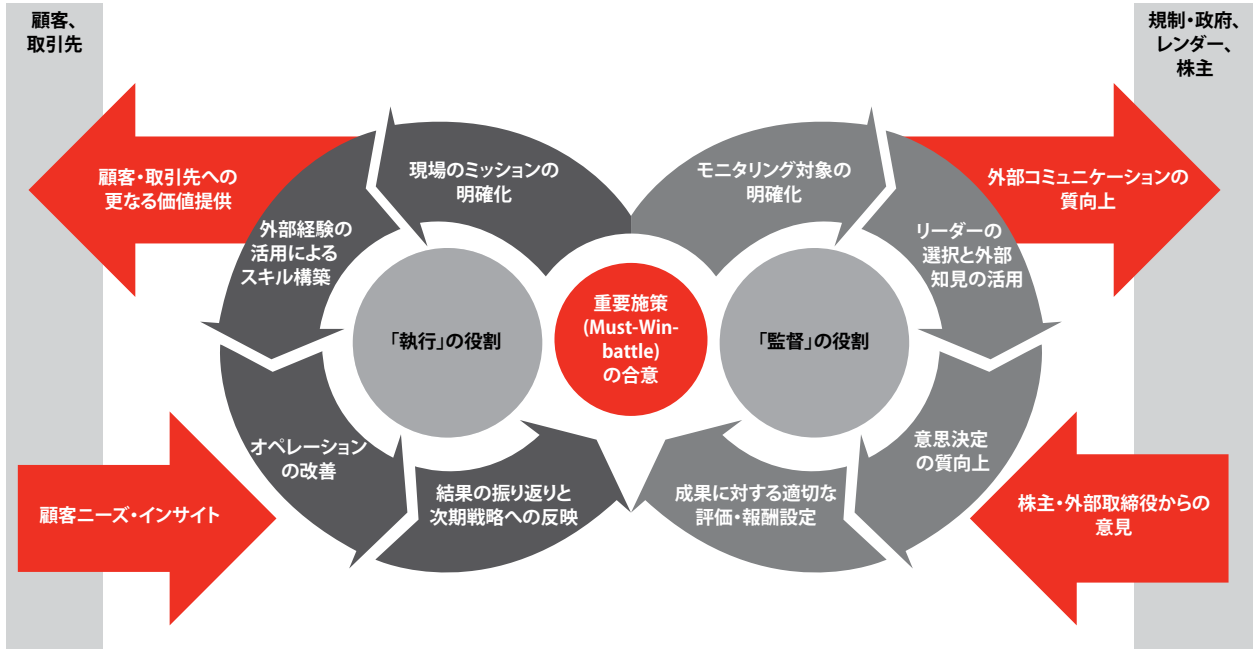 顧客、
取引先
規制・政府、
レンダー、
株主
顧客・取引先への
更なる価値提供
現場のミッションの
明確化
モニタリング対象の
明確化
外部コミュニケーションの
質向上
外部経験の
活用による
スキル構築
リーダーの
選択と外部
知見の活用
「執行」の役割
重要施策
(Must-Win-
battle)
の合意
「監督」の役割
オペレーション
の改善
意思決定
の質向上
顧客ニーズ・インサイト
結果の振り返りと
次期戦略への反映
成果に対する適切な
評価・報酬設定
株主・外部取締役からの
意見